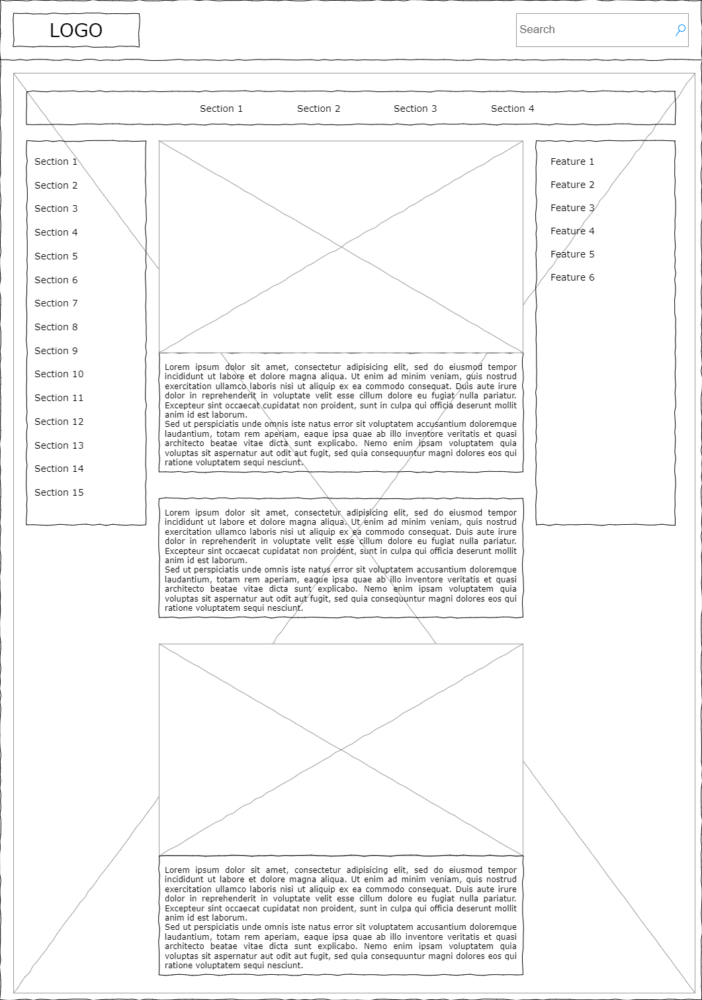 LOGO
Search
Section 1 Section 2 Section 3 Section 4
Section 1
Section 2
Section 3
Section 4
Section 5
Section 6
Section 7
Section 8
Section 9
Section 10
Section 11
Section 12
Section 13
Section 14
Section 15
Lorem ipsum dolor sit amet, consectetur adipisicing elit, sed do eiusmod tempor
incididunt ut labore et dolore magna aliqua. Ut enim ad minim veniam, quis nostrud
exercitation ullamco laboris nisi ut aliquip ex ea commodo consequat. Duis aute irure
dolor in reprehenderit in voluptate velit esse cillum dolore eu fugiat nulla pariatur.
Excepteur sint occaecat cupidatat non proident, sunt in culpa qui officia deserunt mollit
anim id est laborum.
Sed ut perspiciatis unde omnis iste natus error sit voluptatem accusantium doloremque
laudantium, totam rem aperiam, eaque ipsa quae ab illo inventore veritatis et quasi
architecto beatae vitae dicta sunt explicabo. Nemo enim ipsam voluptatem quia
voluptas sit aspernatur aut odit aut fugit, sed quia consequuntur magni dolores eos qui
ratione voluptatem sequi nesciunt.
Lorem ipsum dolor sit amet, consectetur adipisicing elit, sed do eiusmod tempor
incididunt ut labore et dolore magna aliqua. Ut enim ad minim veniam, quis nostrud
exercitation ullamco laboris nisi ut aliquip ex ea commodo consequat. Duis aute irure
dolor in reprehenderit in voluptate velit esse cillum dolore eu fugiat nulla pariatur.
Excepteur sint occaecat cupidatat non proident, sunt in culpa qui officia deserunt mollit
anim id est laborum.
Sed ut perspiciatis unde omnis iste natus error sit voluptatem accusantium doloremque
laudantium, totam rem aperiam, eaque ipsa quae ab illo inventore veritatis et quasi
architecto beatae vitae dicta sunt explicabo. Nemo enim ipsam voluptatem quia
voluptas sit aspernatur aut odit aut fugit, sed quia consequuntur magni dolores eos qui
ratione voluptatem sequi nesciunt.
Lorem ipsum dolor sit amet, consectetur adipisicing elit, sed do eiusmod tempor
incididunt ut labore et dolore magna aliqua. Ut enim ad minim veniam, quis nostrud
exercitation ullamco laboris nisi ut aliquip ex ea commodo consequat. Duis aute irure
dolor in reprehenderit in voluptate velit esse cillum dolore eu fugiat nulla pariatur.
Excepteur sint occaecat cupidatat non proident, sunt in culpa qui officia deserunt mollit
anim id est laborum.
Sed ut perspiciatis unde omnis iste natus error sit voluptatem accusantium doloremque
laudantium, totam rem aperiam, eaque ipsa quae ab illo inventore veritatis et quasi
architecto beatae vitae dicta sunt explicabo. Nemo enim ipsam voluptatem quia
voluptas sit aspernatur aut odit aut fugit, sed quia consequuntur magni dolores eos qui
ratione voluptatem sequi nesciunt.
Feature 1
Feature 2
Feature 3
Feature 4
Feature 5
Feature 6